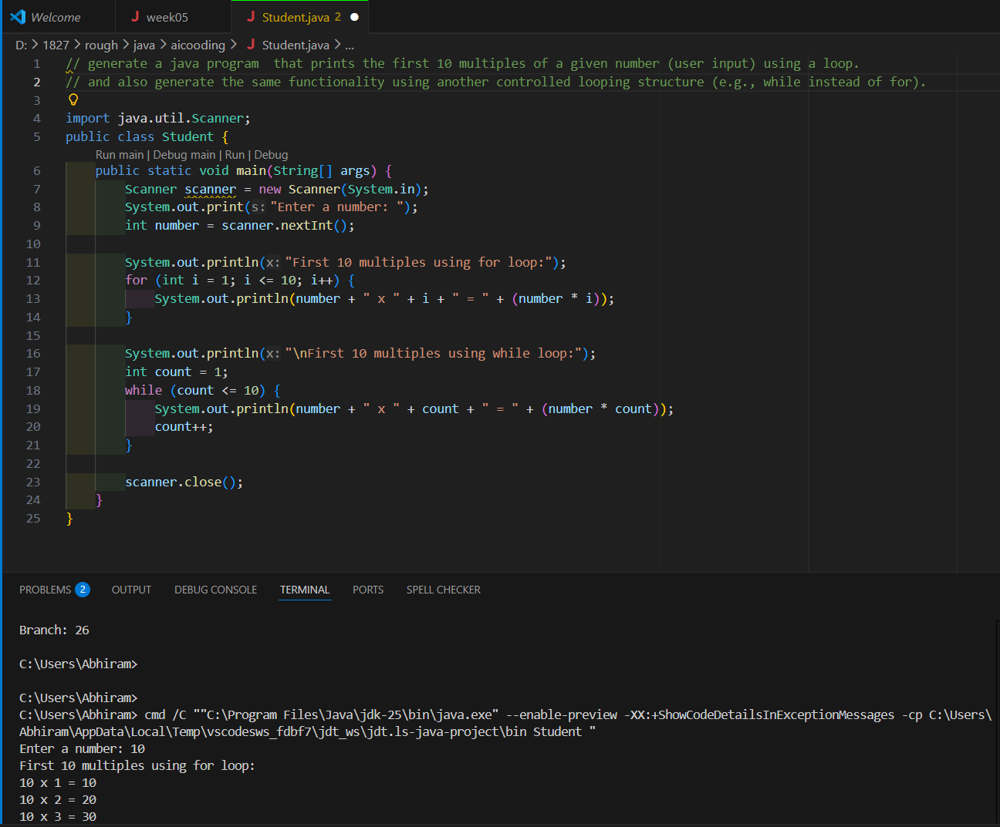 Welcome
week05
Student.java 2
D: > 1827 > rough > java > aicooding > Student.java > ...
1 // generate a java program  that prints the first 10 multiples of a given number (user input) using a loop.
2 // and also generate the same functionality using another controlled looping structure (e.g., while instead of for).
3
4 import java.util.Scanner;
5 public class Student {
Run main | Debug main | Run | Debug
6     public static void main(String[] args) {
7         Scanner scanner = new Scanner(System.in);
8         System.out.print(s: "Enter a number: ");
9         int number = scanner.nextInt();
10
11         System.out.println(x: "First 10 multiples using for loop:");
12         for (int i = 1; i <= 10; i++) {
13             System.out.println(number + " x " + i + " = " + (number * i));
14         }
15
16         System.out.println(x: "\nFirst 10 multiples using while loop:");
17         int count = 1;
18         while (count <= 10) {
19             System.out.println(number + " x " + count + " = " + (number * count));
20             count++;
21         }
22
23         scanner.close();
24     }
25 }
PROBLEMS 2 OUTPUT DEBUG CONSOLE TERMINAL PORTS SPELL CHECKER
Branch: 26
C:\Users\Abhiram>
C:\Users\Abhiram>
C:\Users\Abhiram> cmd /C ""C:\Program Files\Java\jdk-25\bin\java.exe" --enable-preview -XX:+ShowCodeDetailsInExceptionMessages -cp C:\Users\
Abhiram\AppData\Local\Temp\vscodesws_fdbf7\jdt_ws\jdt.ls-java-project\bin Student "
Enter a number: 10
First 10 multiples using for loop:
10 x 1 = 10
10 x 2 = 20
10 x 3 = 30